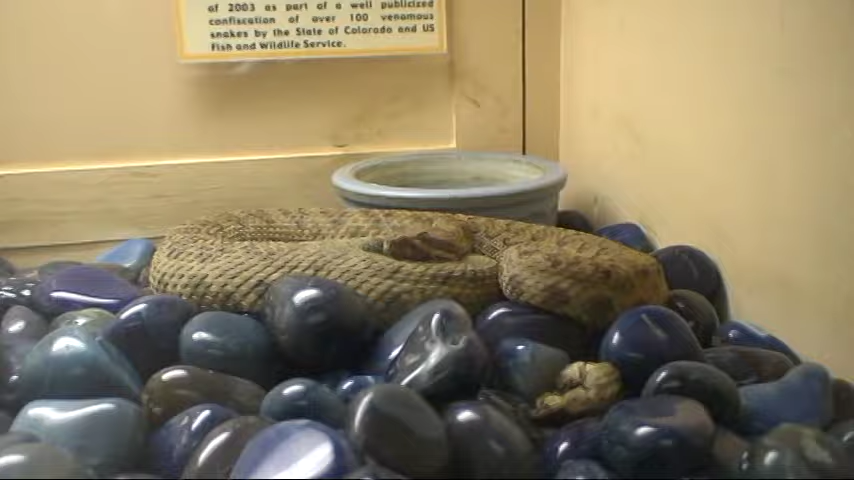 of 2003 as part of a well publicized
confiscation of over 100 venomous
snakes by the State of Colorado and US
Fish and Wildlife Service.